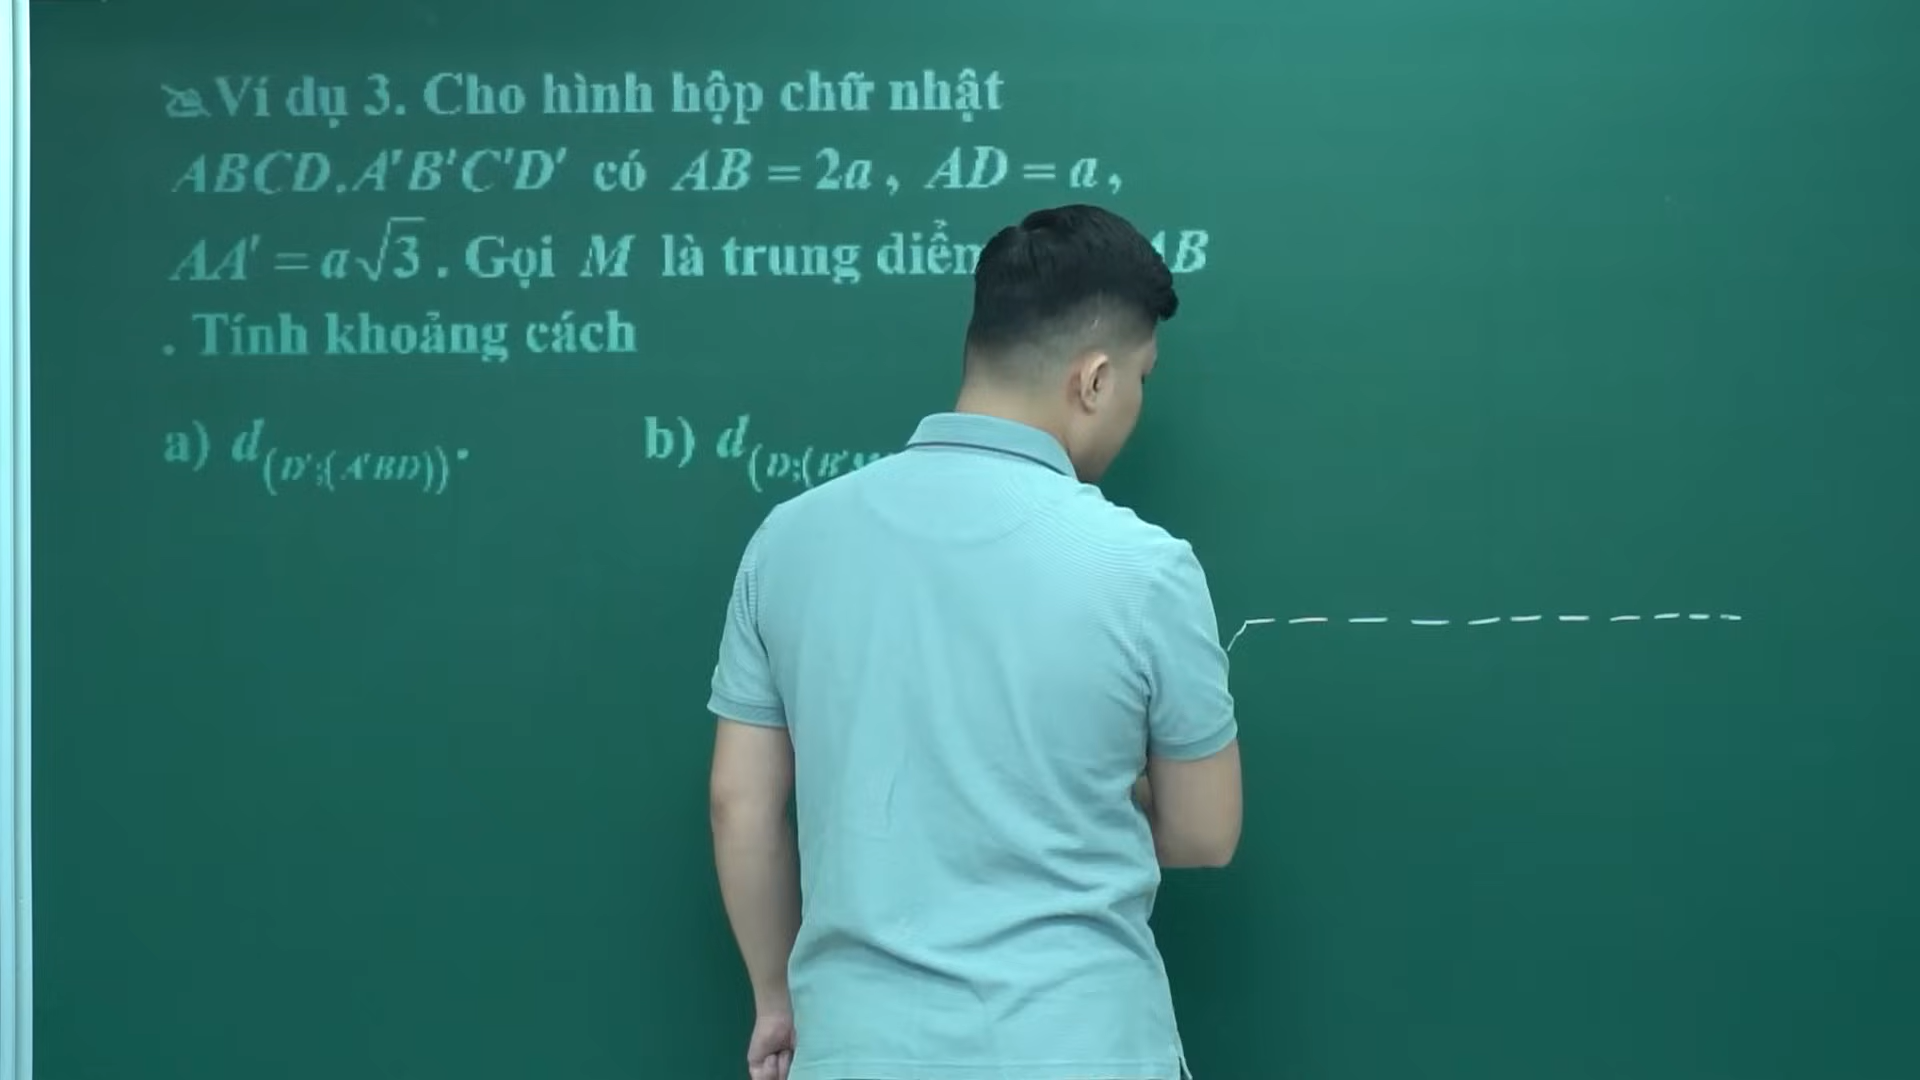 Ví dụ 3. Cho hình hộp chữ nhật
ABCD.A'B'C'D' có AB = 2a, AD = a,
AA' = a√3. Gọi M là trung diểm AB
. Tính khoảng cách
a) d(D';(A'BD)). b) d(D;(B'